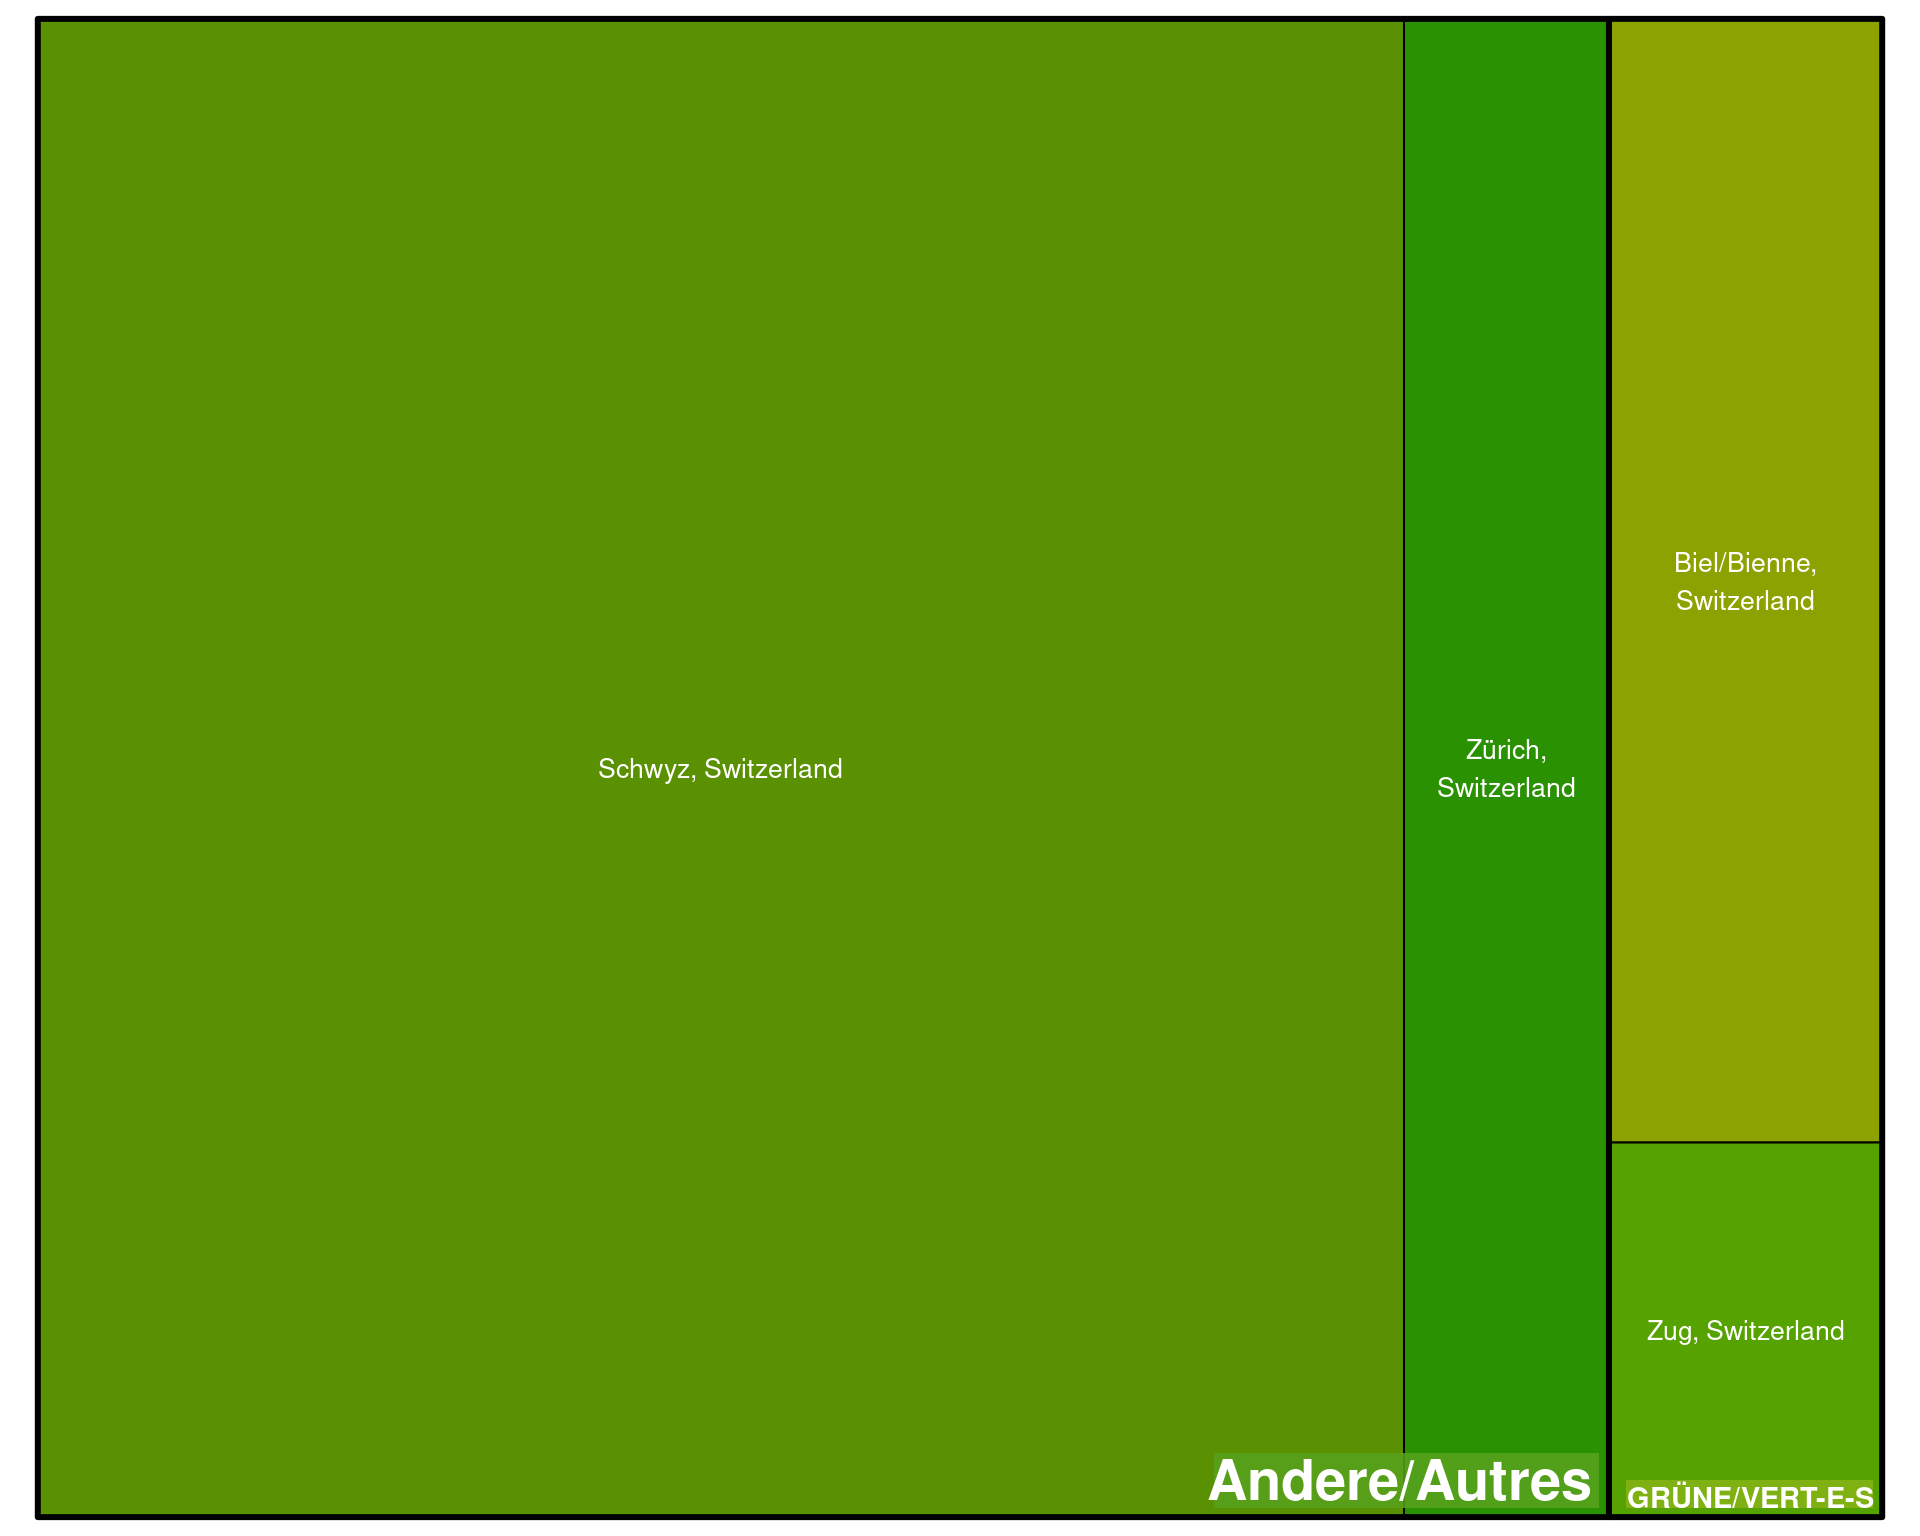 Schwyz, Switzerland
Zürich,
Switzerland
Biel/Bienne,
Switzerland
Zug, Switzerland
Andere/Autres
GRÜNE/VERT-E-S